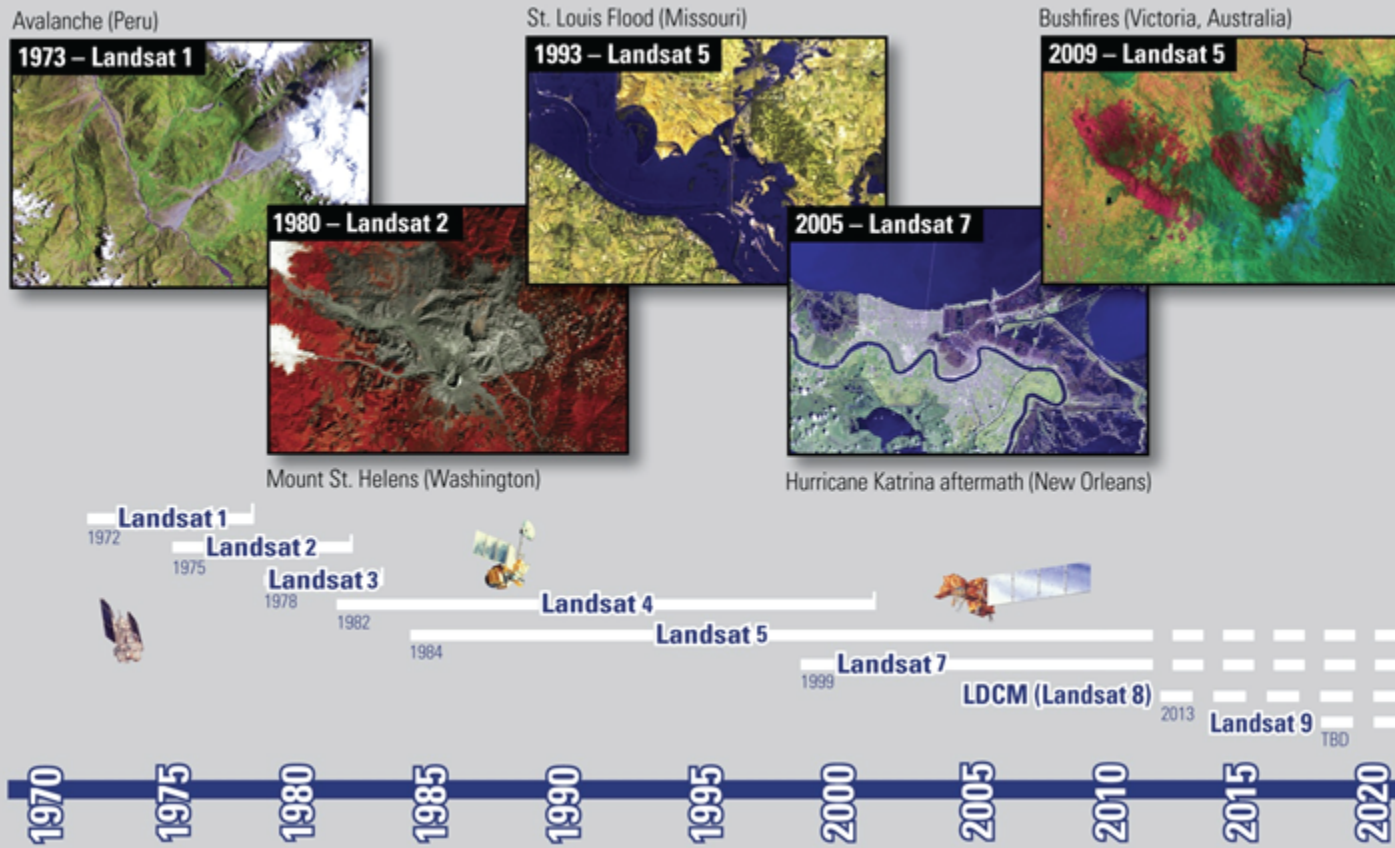 Avalanche (Peru)
1973 – Landsat 1
St. Louis Flood (Missouri)
1993 – Landsat 5
Bushfires (Victoria, Australia)
2009 – Landsat 5
1980 – Landsat 2
Mount St. Helens (Washington)
2005 – Landsat 7
Hurricane Katrina aftermath (New Orleans)
Landsat 1
1972
Landsat 2
1975
Landsat 3
1978
Landsat 4
1982
Landsat 5
1984
Landsat 7
1999
LDCM (Landsat 8)
2013
Landsat 9
TBD
1970
1975
1980
1985
1990
1995
2000
2005
2010
2015
2020